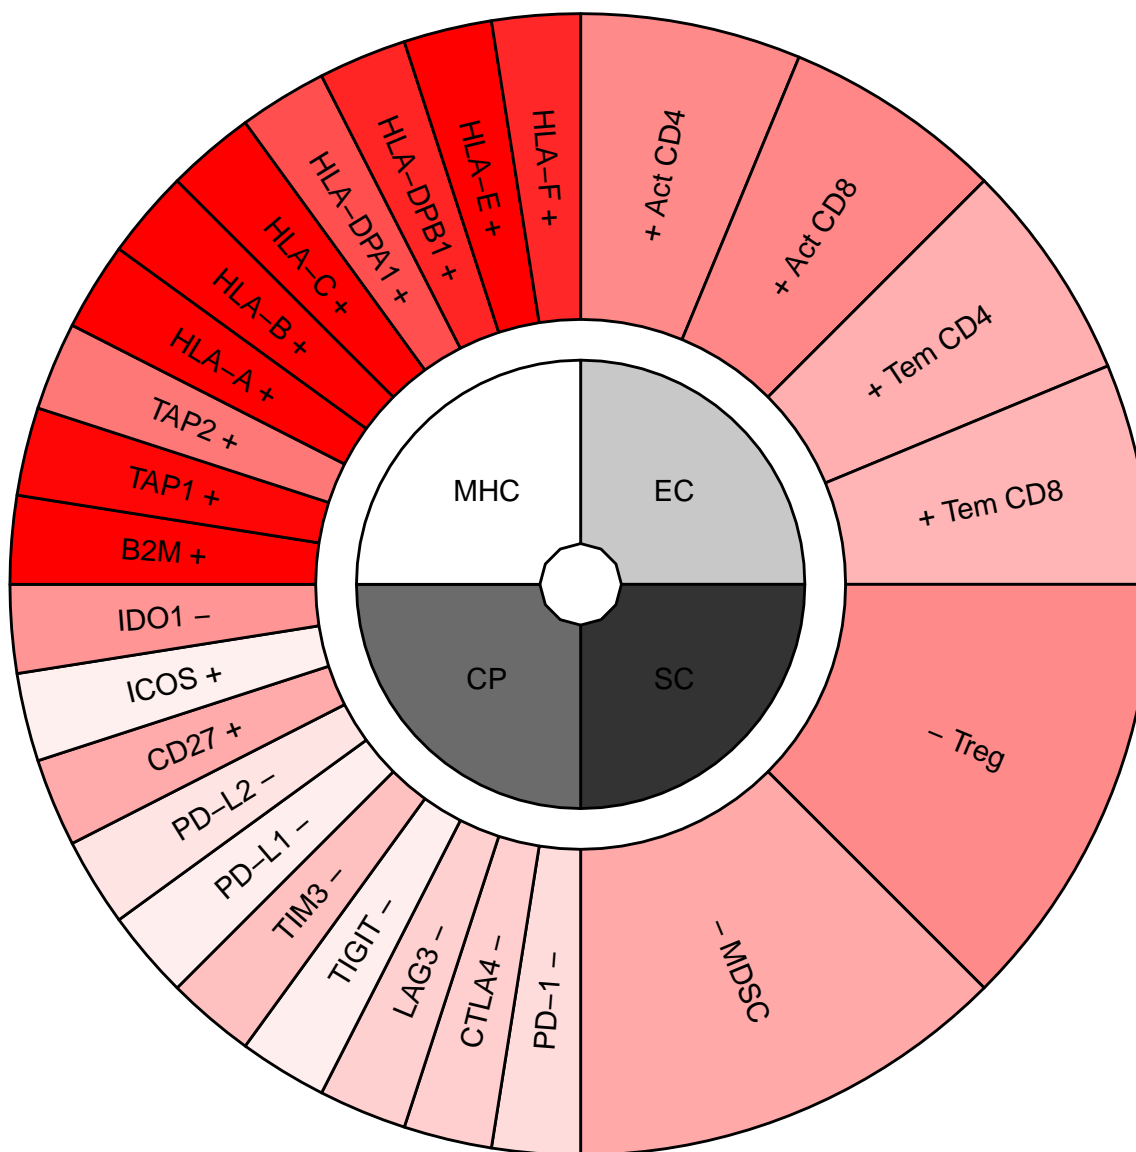 HLA–F +
HLA–E +
HLA–DPB1 +
HLA–DPA1 +
HLA–C +
HLA–B +
HLA–A +
TAP2 +
TAP1 +
B2M +
IDO1 –
ICOS +
CD27 +
PD–L2 –
PD–L1 –
TIM3 –
TIGIT –
LAG3 –
CTLA4 –
PD–1 –
+ Act CD4
+ Act CD8
+ Tem CD4
+ Tem CD8
– Treg
– MDSC
MHC
EC
CP
SC